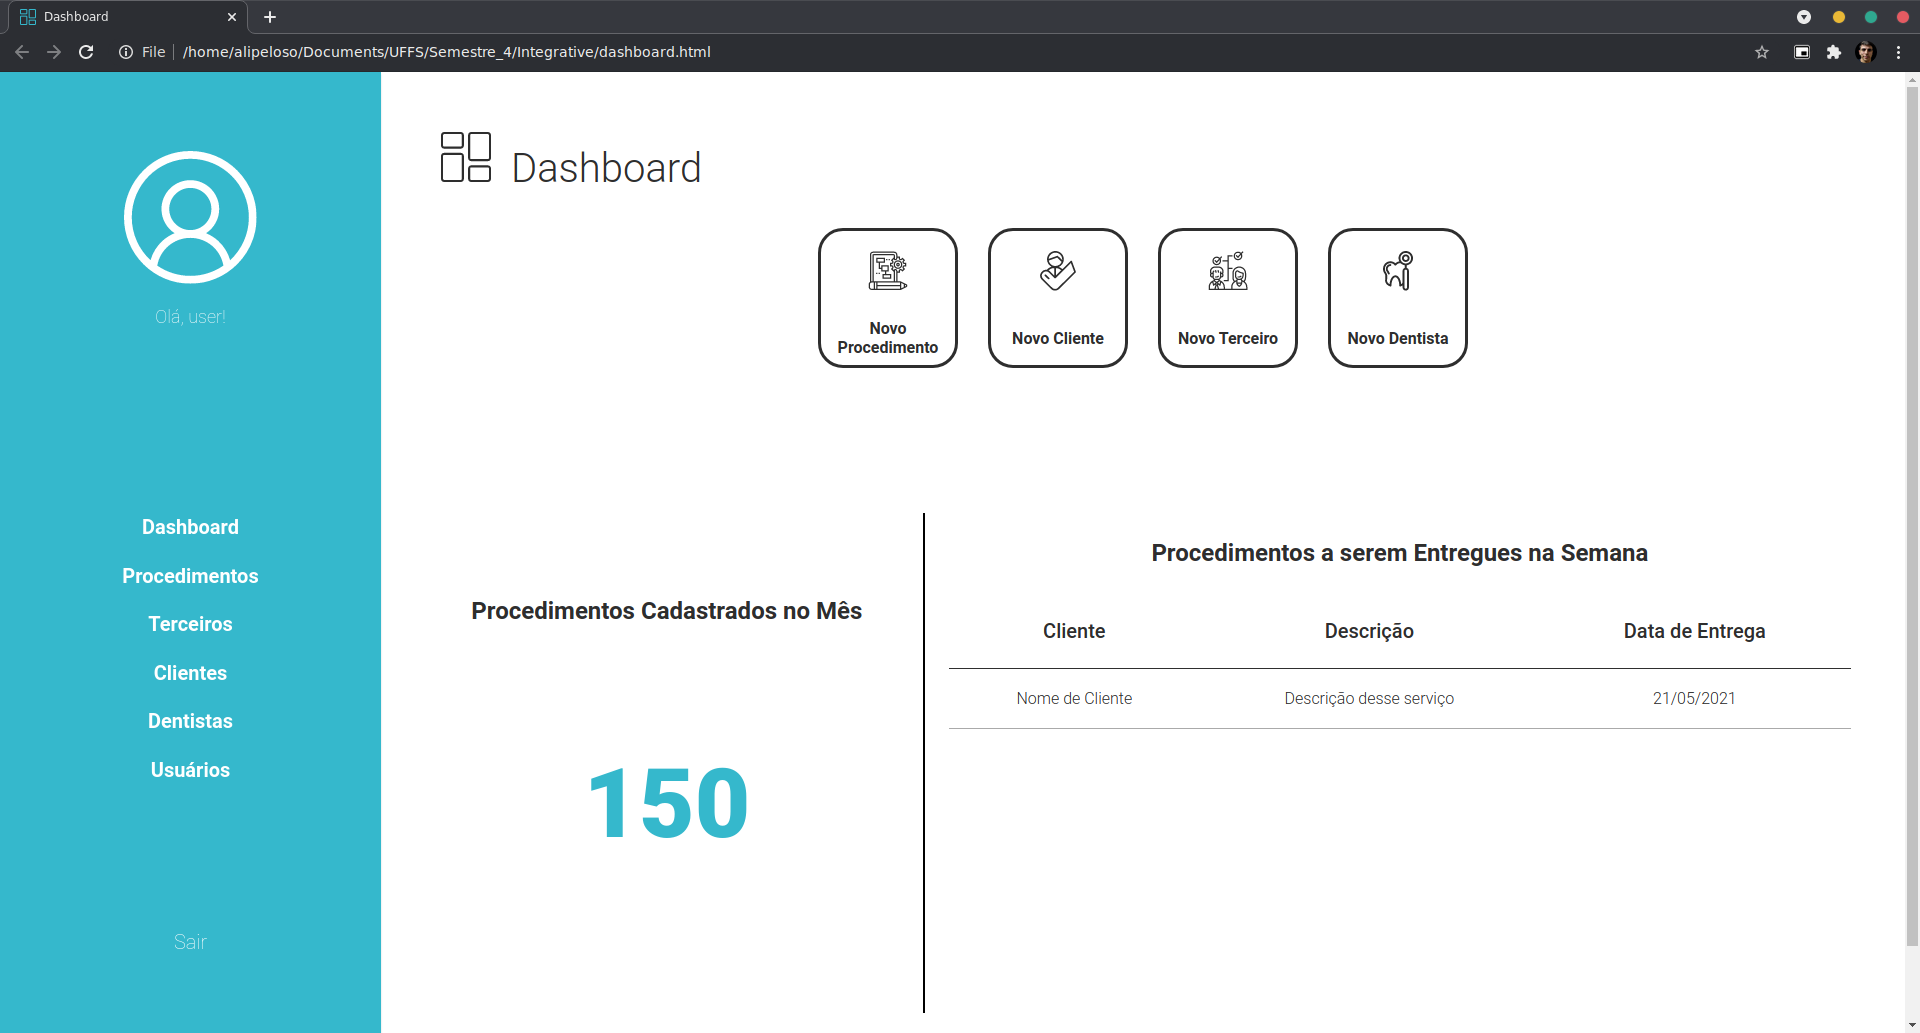 Dashboard
File
/home/alipeloso/Documents/UFFS/Semestre_4/Integrative/dashboard.html
Olá, user!
Dashboard
Procedimentos
Terceiros
Clientes
Dentistas
Usuários
Sair
Dashboard
Novo
Procedimento
Novo Cliente
Novo Terceiro
Novo Dentista
Procedimentos Cadastrados no Mês
150
Procedimentos a serem Entregues na Semana
Cliente Descrição Data de Entrega
Nome de Cliente Descrição desse serviço 21/05/2021